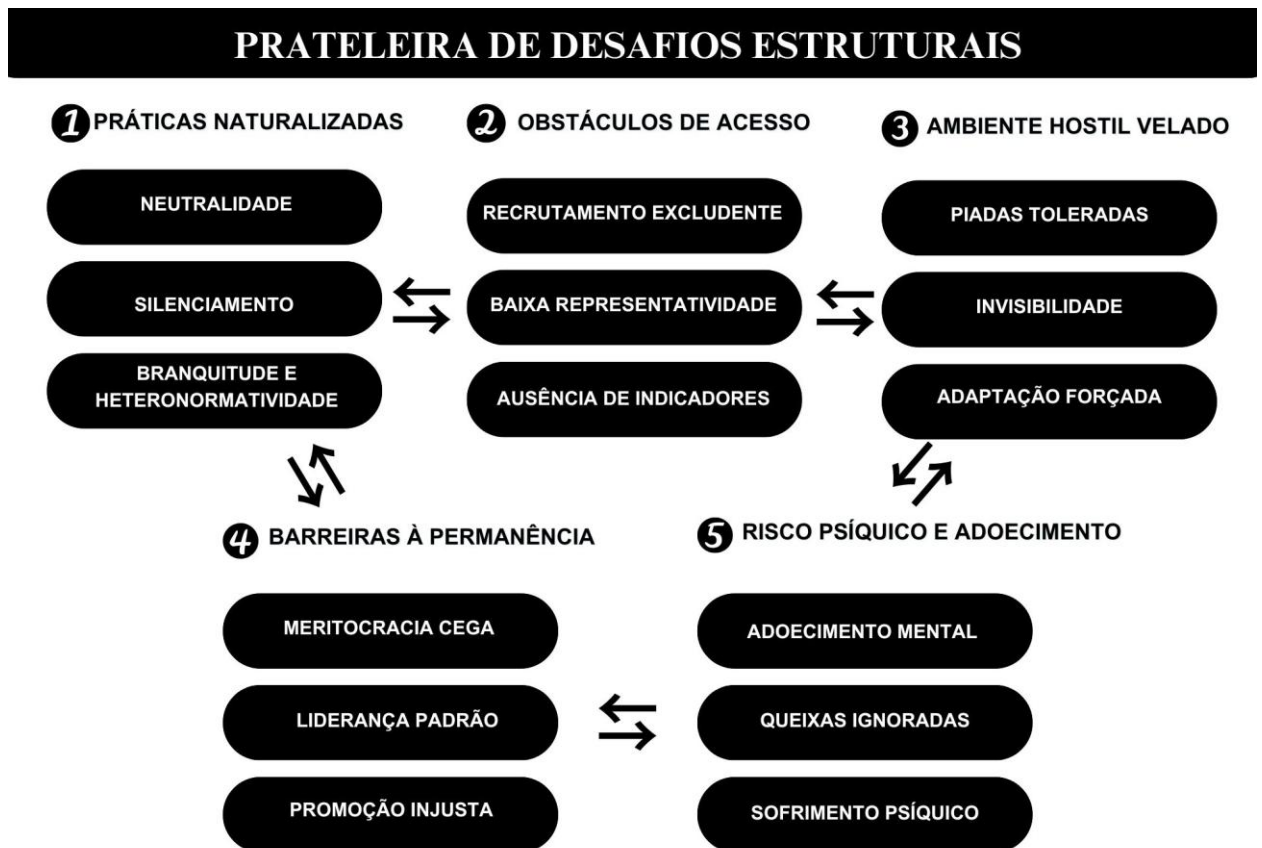 PRATELEIRA DE DESAFIOS ESTRUTURAIS
1 PRÁTICAS NATURALIZADAS
NEUTRALIDADE
SILENCIAMENTO
BRANQUITUDE E
HETERONORMATIVIDADE
2 OBSTÁCULOS DE ACESSO
RECRUTAMENTO EXCLUDENTE
BAIXA REPRESENTATIVIDADE
AUSÊNCIA DE INDICADORES
3 AMBIENTE HOSTIL VELADO
PIADAS TOLERADAS
INVISIBILIDADE
ADAPTAÇÃO FORÇADA
4 BARREIRAS À PERMANÊNCIA
MERITOCRACIA CEGA
LIDERANÇA PADRÃO
PROMOÇÃO INJUSTA
5 RISCO PSÍQUICO E ADOECIMENTO
ADOECIMENTO MENTAL
QUEIXAS IGNORADAS
SOFRIMENTO PSÍQUICO